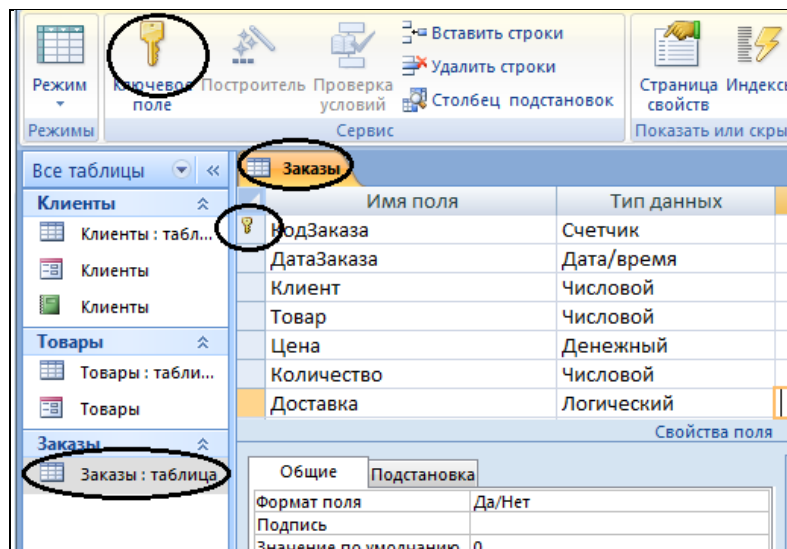 Режим
Режимы
Ключевое поле
Построитель
Проверка условий
Вставить строки
Удалить строки
Столбец подстановок
Сервис
Страница свойств
Индексы
Показать или скры
Все таблицы
Заказы
Клиенты
Клиенты : табл...
Клиенты
Клиенты
Товары
Товары : табли...
Товары
Заказы
Заказы : таблица
Имя поля Тип данных
КодЗаказа Счетчик
ДатаЗаказа Дата/время
Клиент Числовой
Товар Числовой
Цена Денежный
Количество Числовой
Доставка Логический
Свойства поля
Общие Подстановка
Формат поля Да/Нет
Подпись
Значение по умолчанию 0